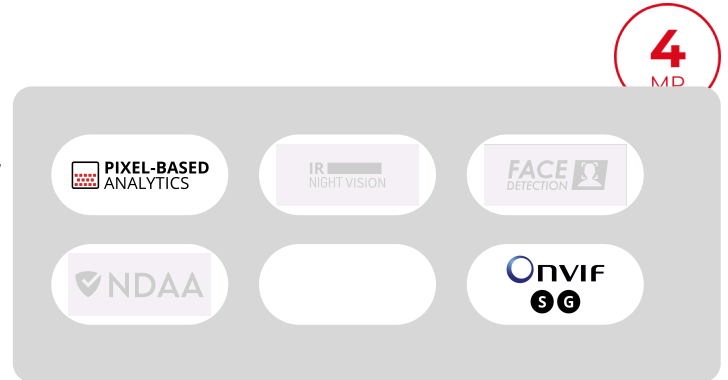 4
MP
PIXEL-BASED
ANALYTICS
IR
NIGHT VISION
FACE
DETECTION
NDAA
ONVIF
S G